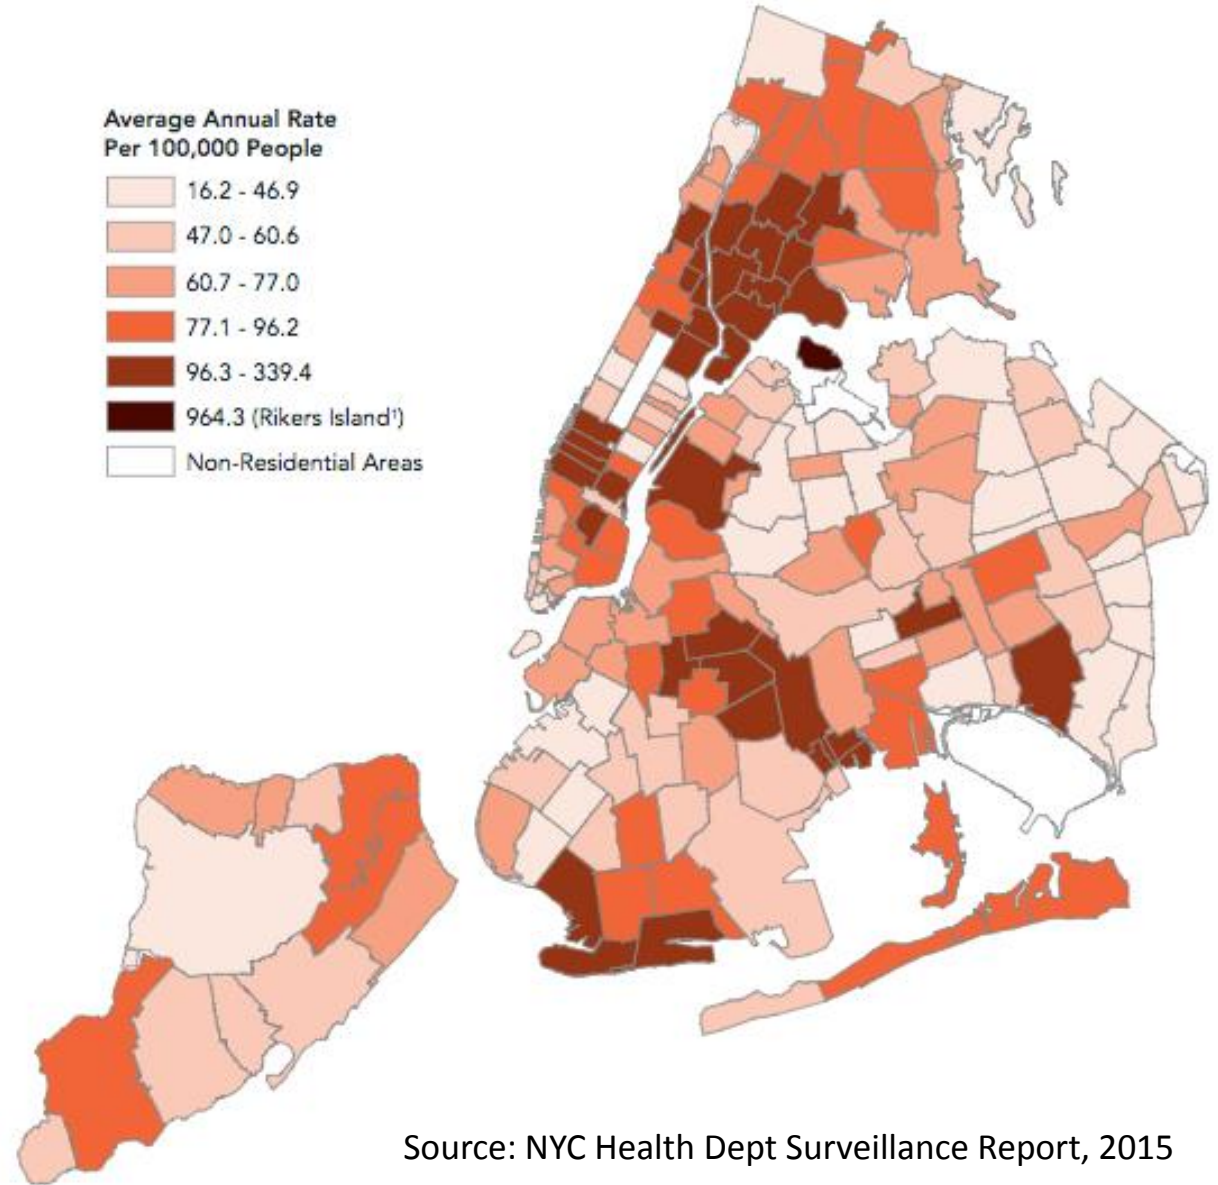 Average Annual Rate
Per 100,000 People
16.2 - 46.9
47.0 - 60.6
60.7 - 77.0
77.1 - 96.2
96.3 - 339.4
964.3 (Rikers Island¹)
Non-Residential Areas
Source: NYC Health Dept Surveillance Report, 2015